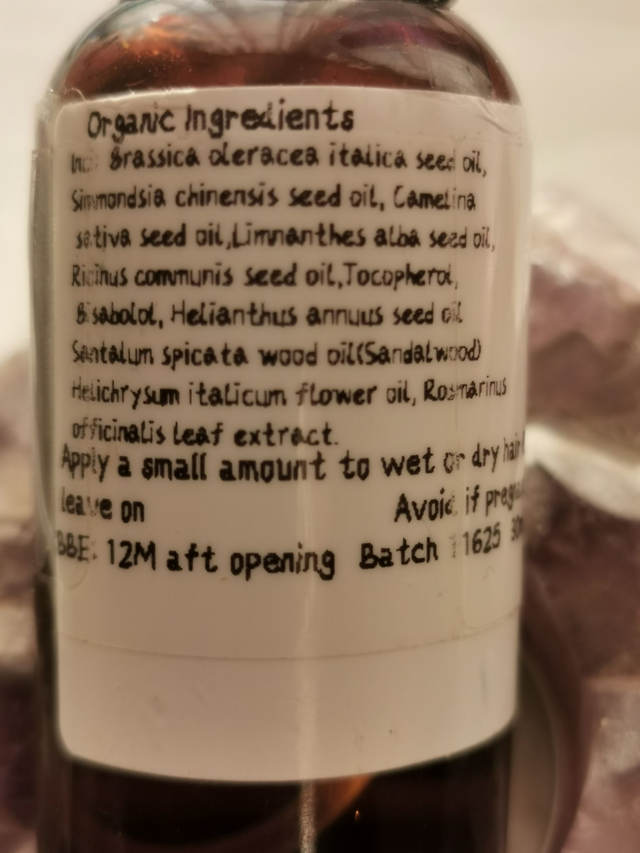 Organic Ingredients
Brassica oleracea italica seed oil,
Simmondsia chinensis seed oil, Camelina
sativa seed oil,Limnanthes alba seed oil,
Ricinus communis seed oil,Tocopherol,
Bisabolol, Helianthus annuus seed oil
Santalum spicata wood oil(Sandalwood)
Helichrysum italicum flower oil, Rosmarinus
officinalis leaf extract.
Apply a small amount to wet or dry hair
leave on Avoid if
BBE: 12M aft opening Batch